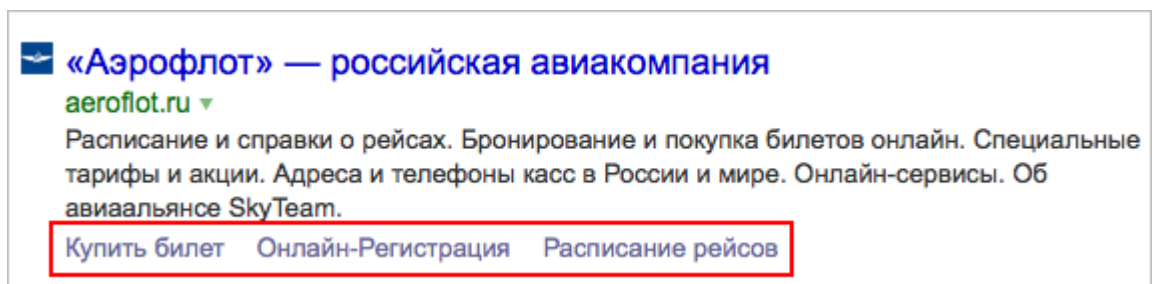 «Аэрофлот» — российская авиакомпания
aeroflot.ru
Расписание и справки о рейсах. Бронирование и покупка билетов онлайн. Специальные
тарифы и акции. Адреса и телефоны касс в России и мире. Онлайн-сервисы. Об
авиаальянсе SkyTeam.
Купить билет Онлайн-Регистрация Расписание рейсов